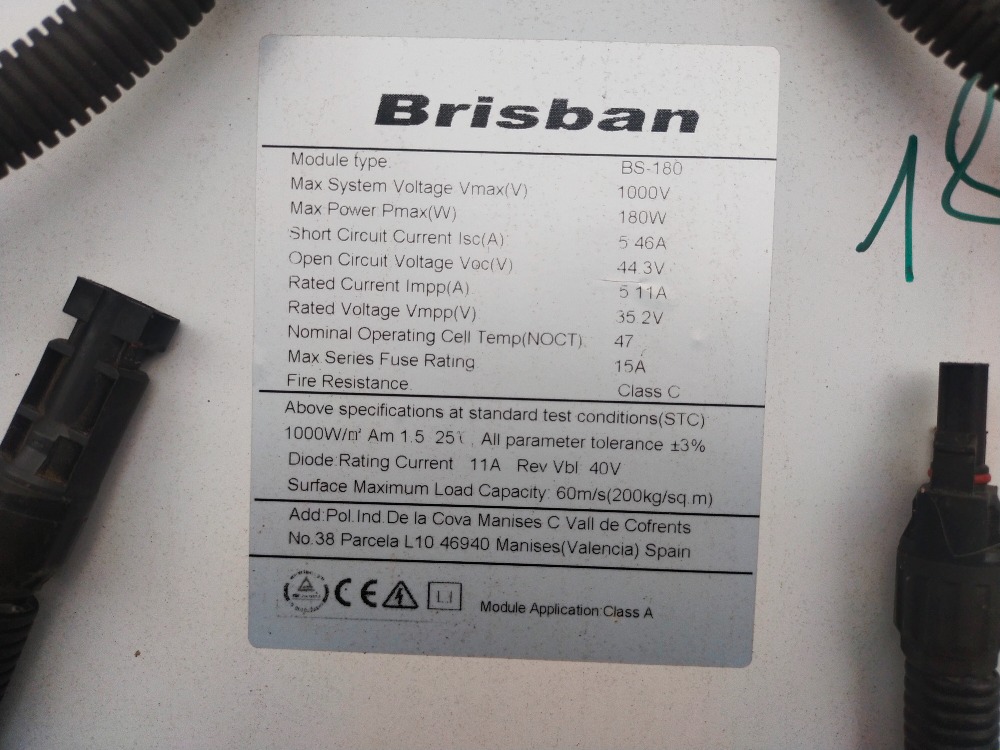 Brisban
Module type. BS-180
Max System Voltage Vmax(V) 1000V
Max Power Pmax(W) 180W
Short Circuit Current Isc(A) 5.46A
Open Circuit Voltage Voc(V) 44.3V
Rated Current Impp(A) 5.11A
Rated Voltage Vmpp(V) 35.2V
Nominal Operating Cell Temp(NOCT). 47
Max Series Fuse Rating 15A
Fire Resistance Class C
Above specifications at standard test conditions(STC)
1000W/㎡ Am 1.5 25℃, All parameter tolerance ±3%
Diode:Rating Current 11A Rev Vbl 40V
Surface Maximum Load Capacity: 60m/s(200kg/sq.m)
Add:Pol.Ind.De la Cova Manises C Vall de Cofrents
No.38 Parcela L10 46940 Manises(Valencia) Spain
CE
Module Application:Class A